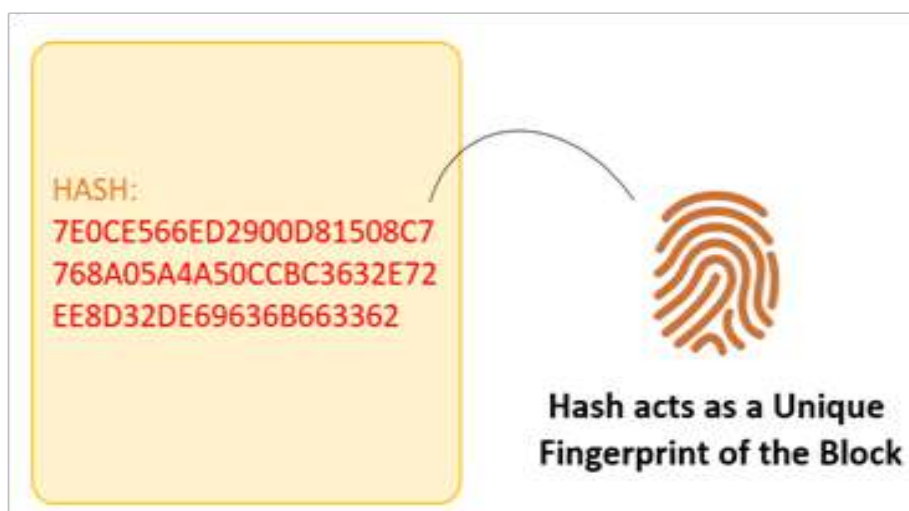 HASH:
7E0CE566ED2900D81508C7
768A05A4A50CCBC3632E72
EE8D32DE69636B663362
Hash acts as a Unique
Fingerprint of the Block